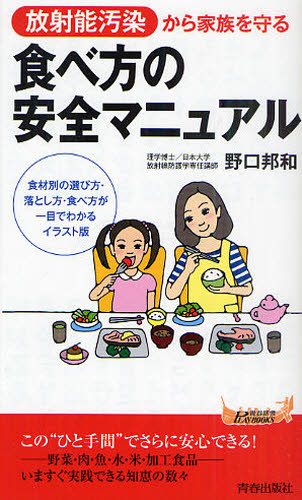 放射能汚染から家族を守る
食べ方の
安全マニュアル
理学博士／日本大学
放射線防護学専任講師
野口邦和
食材別の選び方・
落とし方・食べ方が
一目でわかる
イラスト版
青春新書
PLAYBOOKS
この“ひと手間”でさらに安心できる!
──野菜・肉・魚・水・米・加工食品──
いますぐ実践できる知恵の数々
青春出版社